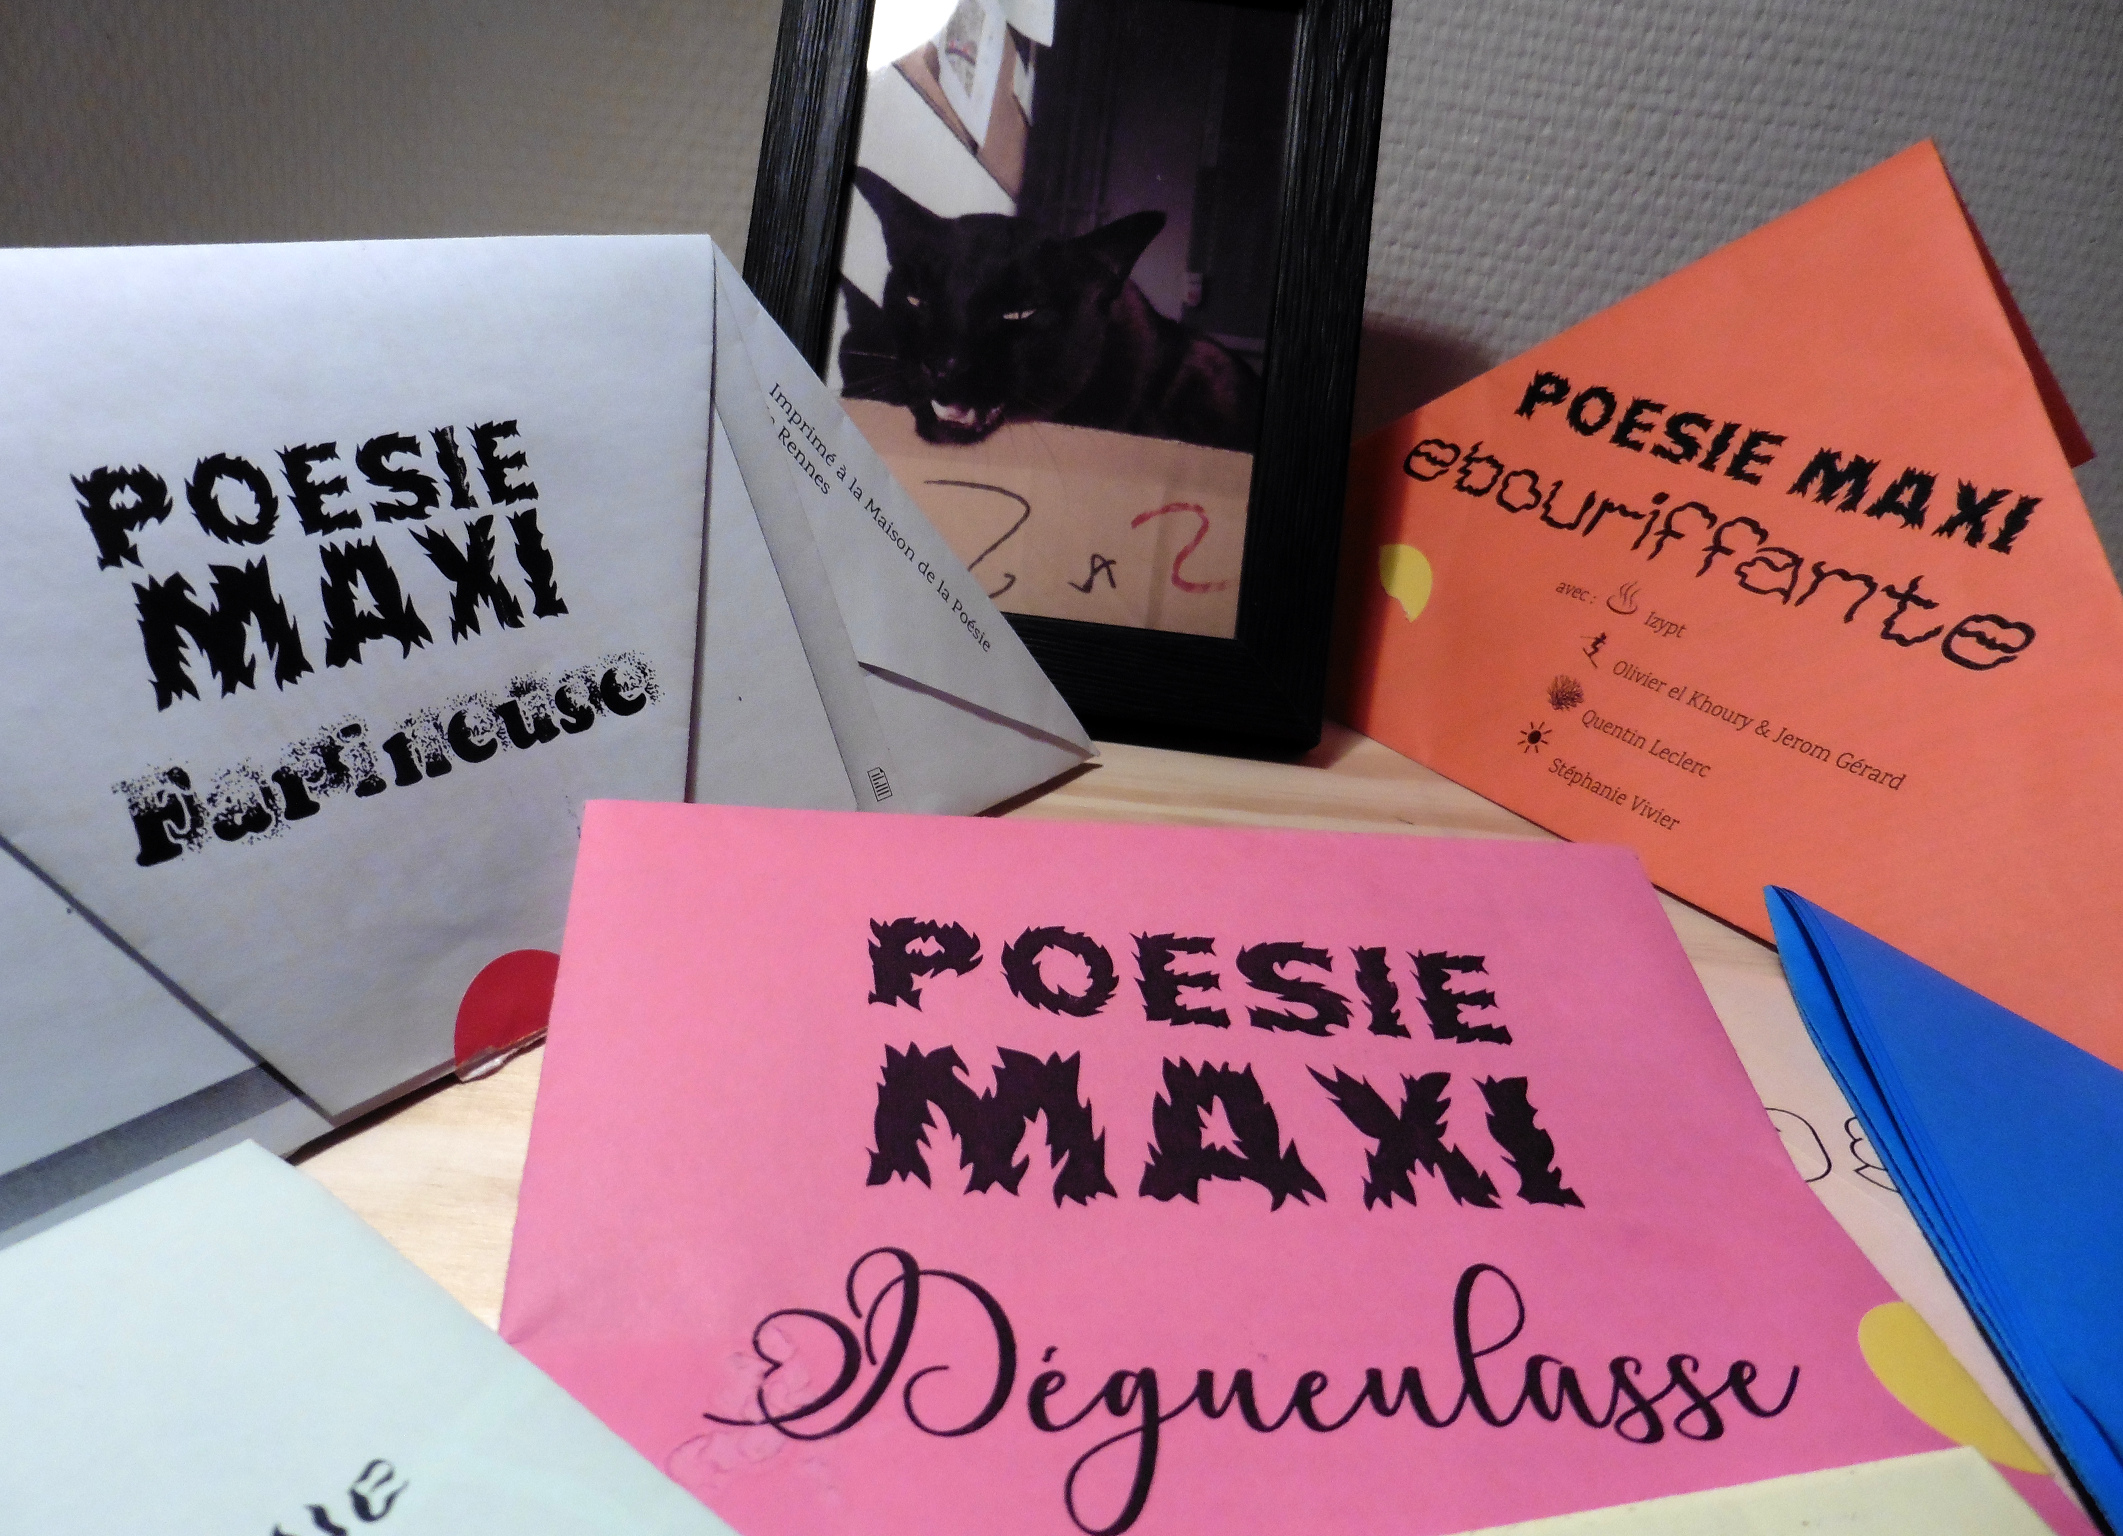 POESIE
MAXI
Farineuse
Imprimé à la Maison de la Poésie
Rennes
POESIE MAXI
ebouriffante
avec :
Izypt
Olivier el Khoury & Jerom Gérard
Quentin Leclerc
Stéphanie Vivier
POESIE
MAXI
Dégueulasse